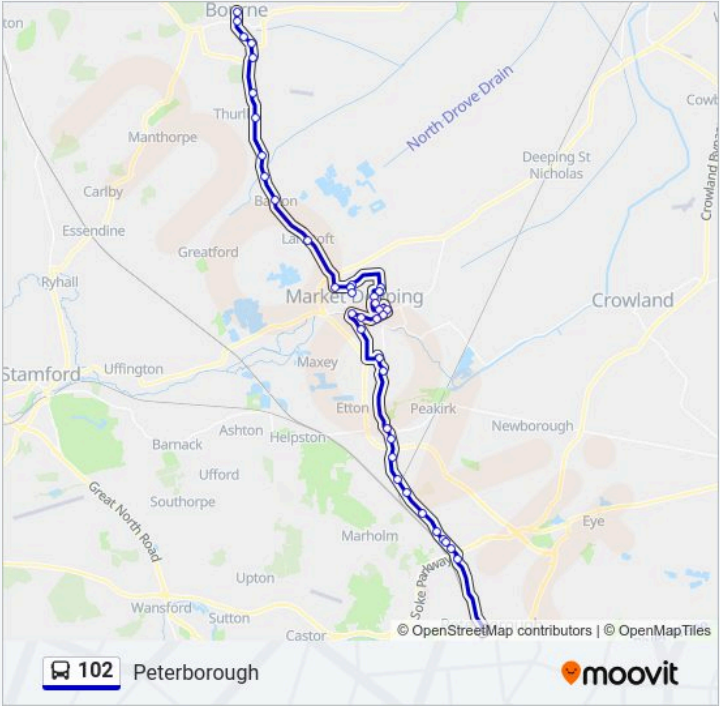 Bourne
ton
North Drove Drain
Cowb
Thurl
Manthorpe
Deeping St
Nicholas
Crowland Bypass
Carlby
Baston
Essendine
Langtoft
Greatford
Ryhall
Market Deeping
Crowland
Maxey
Uffington
Stamford
Etton
Peakirk
Newborough
Ashton
Helpston
Barnack
Ufford
Southorpe
Great North Road
Eye
Marholm
Soke Parkway
Upton
Wansford
Sutton
Castor
© OpenStreetMap contributors | © OpenMapTiles
102
Peterborough
moovit